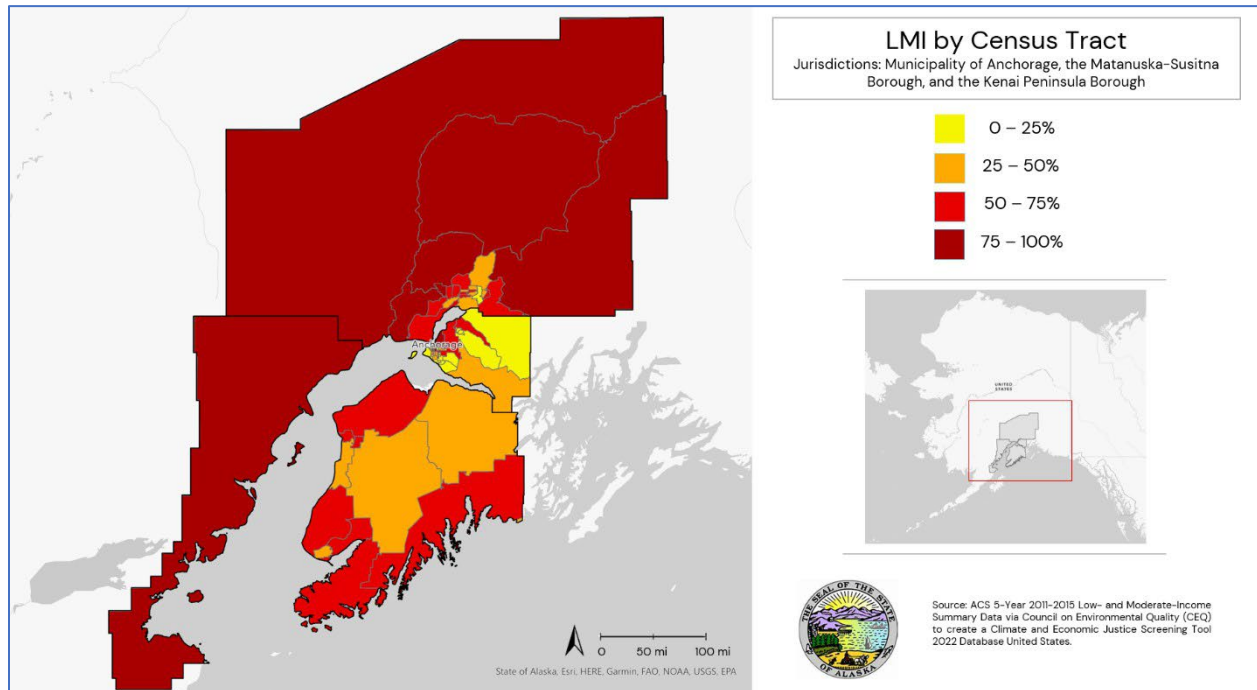 LMI by Census Tract
Jurisdictions: Municipality of Anchorage, the Matanuska-Susitna
Borough, and the Kenai Peninsula Borough
0 – 25%
25 – 50%
50 – 75%
75 – 100%
Anchorage
UNITED
STATES
0 50 mi 100 mi
State of Alaska, Esri, HERE, Garmin, FAO, NOAA, USGS, EPA
THE SEAL OF THE STATE
OF ALASKA
Source: ACS 5-Year 2011-2015 Low- and Moderate-Income
Summary Data via Council on Environmental Quality (CEQ)
to create a Climate and Economic Justice Screening Tool
2022 Database United States.